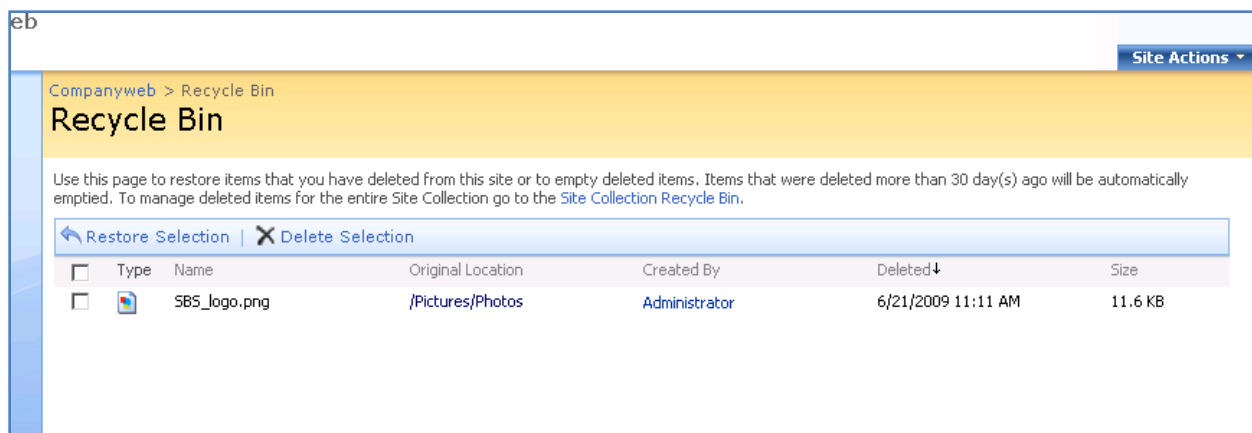 eb
Site Actions
Companyweb > Recycle Bin
Recycle Bin
Use this page to restore items that you have deleted from this site or to empty deleted items. Items that were deleted more than 30 day(s) ago will be automatically
emptied. To manage deleted items for the entire Site Collection go to the Site Collection Recycle Bin.
Restore Selection | Delete Selection
Type Name Original Location Created By Deleted↓ Size
SBS_logo.png /Pictures/Photos Administrator 6/21/2009 11:11 AM 11.6 KB